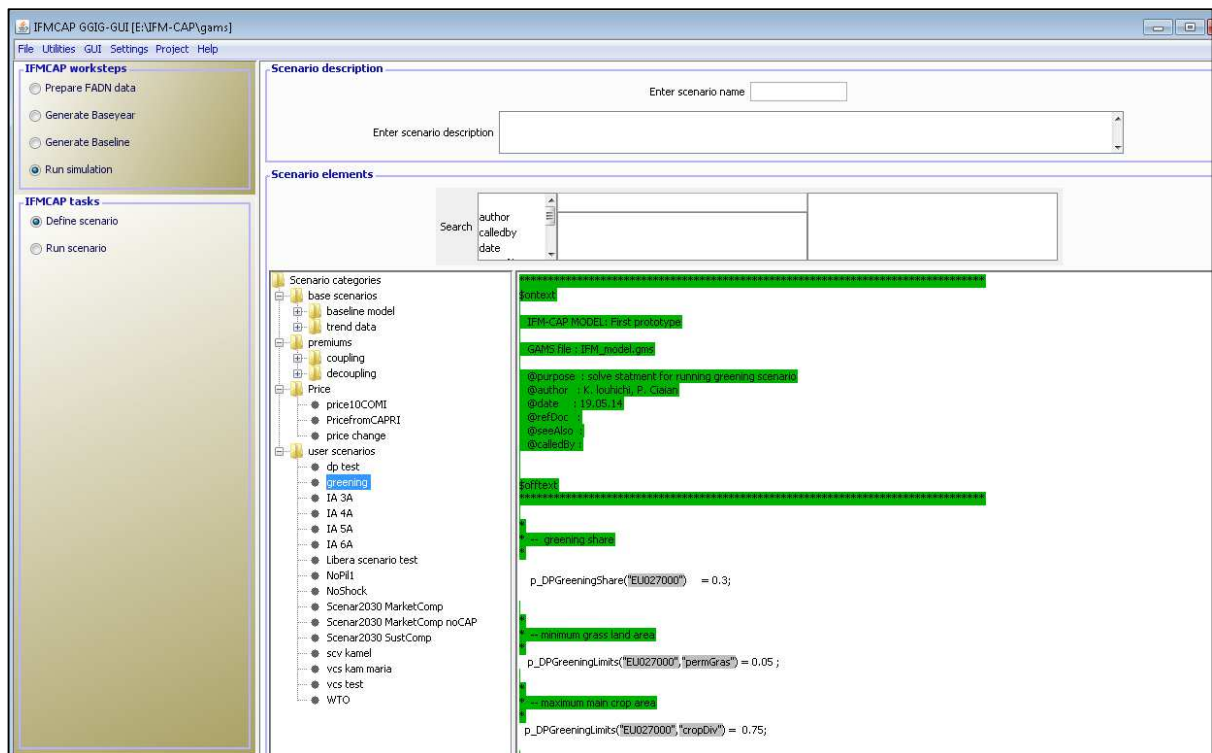 IFMCAP GGIG-GUI [E:\IFM-CAP\gams]
File Utilities GUI Settings Project Help
IFMCAP worksteps
Prepare FADN data
Generate Baseyear
Generate Baseline
Run simulation
IFMCAP tasks
Define scenario
Run scenario
Scenario description
Enter scenario name
Enter scenario description
Scenario elements
Search
author
calledby
date
Scenario categories
base scenarios
baseline model
trend data
premiums
coupling
decoupling
Price
price10COMI
PricefromCAPRI
price change
user scenarios
dp test
greening
IA 3A
IA 4A
IA 5A
IA 6A
Libera scenario test
NoPil1
NoShock
Scenar2030 MarketComp
Scenar2030 MarketComp noCAP
Scenar2030 SustComp
scv kamel
vcs kam maria
vcs test
WTO
$ontext
IFM-CAP MODEL: First prototype
GAMS file : IFM_model.gms
@purpose : solve statment for running greening scenario
@author : K. louhichi, P. Ciaian
@date : 19.05.14
@refDoc :
@seeAlso :
@calledBy :
$offtext
*
* -- greening share
*
p_DPGreeningShare("EU027000") = 0.3;
*
* -- minimum grass land area
*
p_DPGreeningLimits("EU027000","permGras") = 0.05 ;
*
* -- maximum main crop area
*
p_DPGreeningLimits("EU027000","cropDiv") = 0.75;